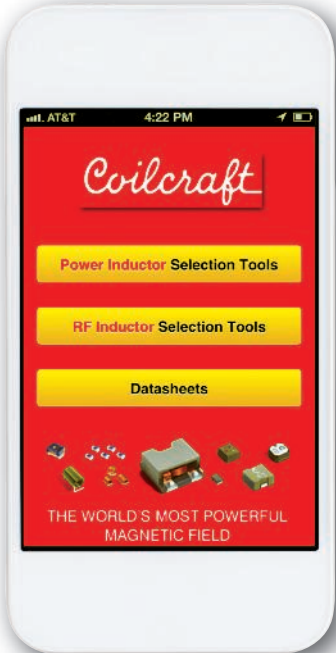 AT&T 4:22 PM
Coilcraft
Power Inductor Selection Tools
RF Inductor Selection Tools
Datasheets
THE WORLD'S MOST POWERFUL
MAGNETIC FIELD